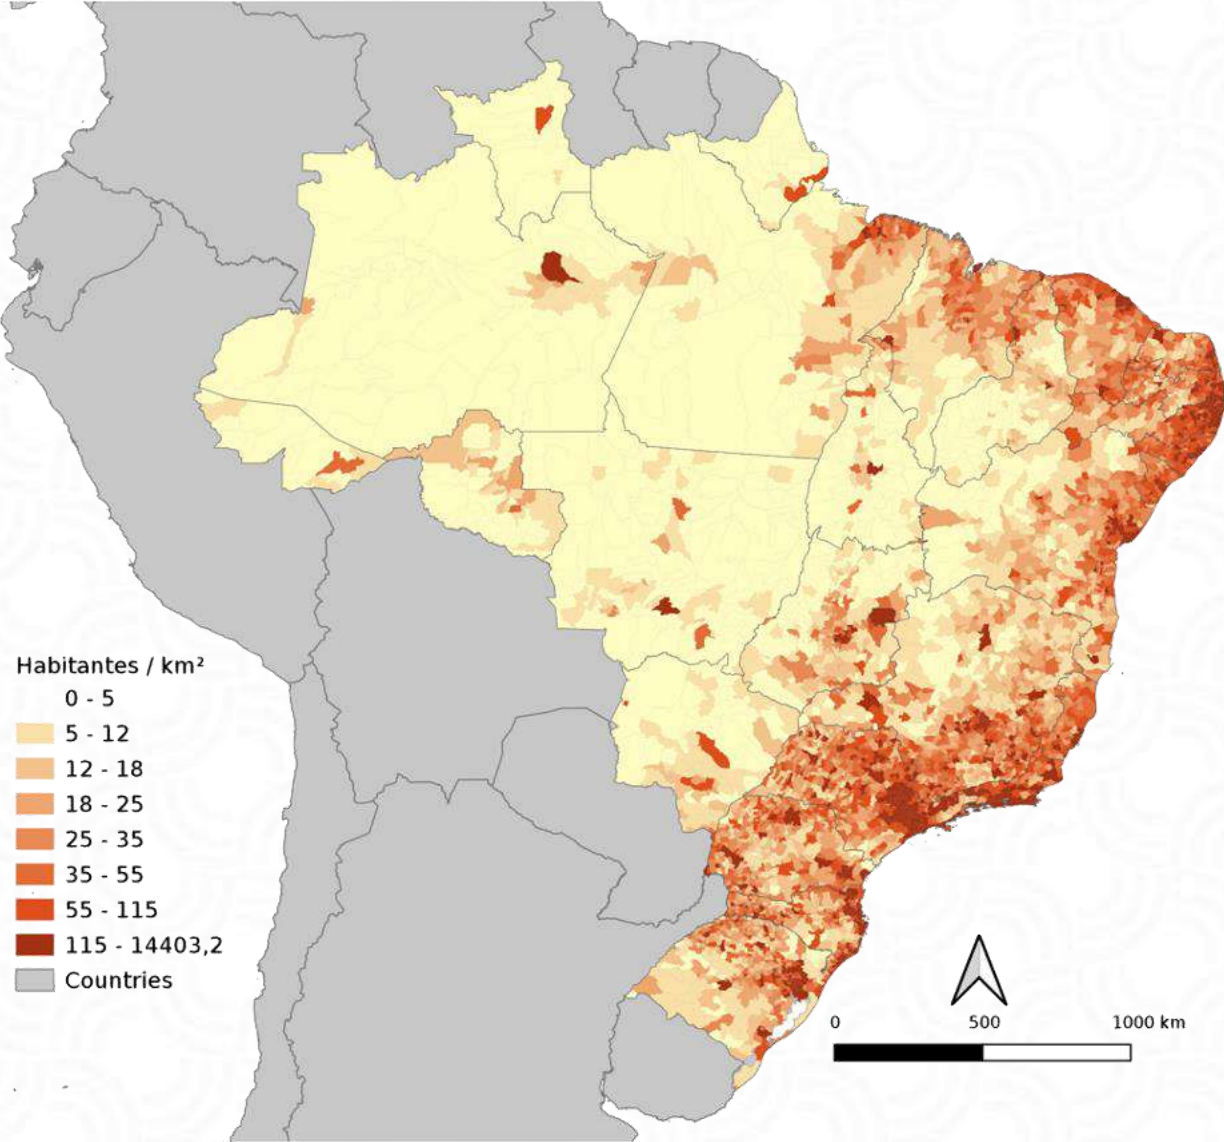 Habitantes / km²
0 - 5
5 - 12
12 - 18
18 - 25
25 - 35
35 - 55
55 - 115
115 - 14403,2
Countries
0 500 1000 km